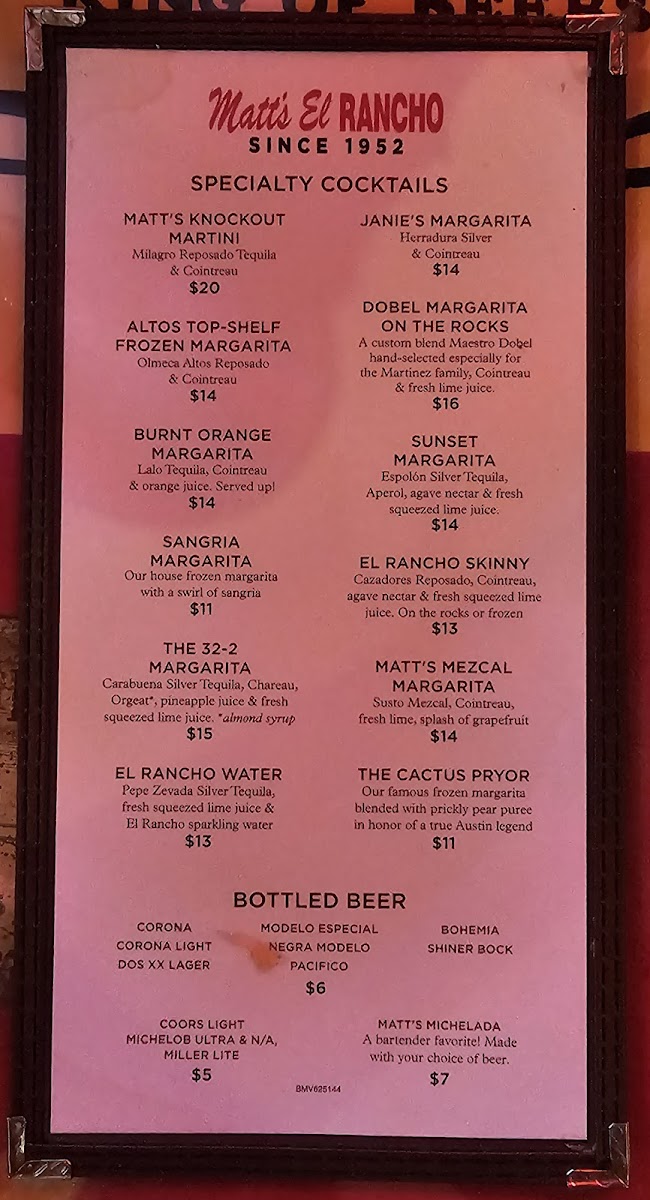 KING OF BEERS
Matt's El RANCHO
SINCE 1952
SPECIALTY COCKTAILS
MATT'S KNOCKOUT
MARTINI
Milagro Reposado Tequila
& Cointreau
$20
ALTOS TOP-SHELF
FROZEN MARGARITA
Olmeca Altos Reposado
& Cointreau
$14
BURNT ORANGE
MARGARITA
Lalo Tequila, Cointreau
& orange juice. Served up!
$14
SANGRIA
MARGARITA
Our house frozen margarita
with a swirl of sangria
$11
THE 32-2
MARGARITA
Carabuena Silver Tequila, Chareau,
Orgeat*, pineapple juice & fresh
squeezed lime juice. *almond syrup
$15
EL RANCHO WATER
Pepe Zevada Silver Tequila,
fresh squeezed lime juice &
El Rancho sparkling water
$13
JANIE'S MARGARITA
Herradura Silver
& Cointreau
$14
DOBEL MARGARITA
ON THE ROCKS
A custom blend Maestro Dobel
hand-selected especially for
the Martinez family, Cointreau
& fresh lime juice.
$16
SUNSET
MARGARITA
Espolón Silver Tequila,
Aperol, agave nectar & fresh
squeezed lime juice.
$14
EL RANCHO SKINNY
Cazadores Reposado, Cointreau,
agave nectar & fresh squeezed lime
juice. On the rocks or frozen
$13
MATT'S MEZCAL
MARGARITA
Susto Mezcal, Cointreau,
fresh lime, splash of grapefruit
$14
THE CACTUS PRYOR
Our famous frozen margarita
blended with prickly pear puree
in honor of a true Austin legend
$11
BOTTLED BEER
CORONA
CORONA LIGHT
DOS XX LAGER
MODELO ESPECIAL
NEGRA MODELO
PACIFICO
BOHEMIA
SHINER BOCK
$6
COORS LIGHT
MICHELOB ULTRA & N/A,
MILLER LITE
$5
MATT'S MICHELADA
A bartender favorite! Made
with your choice of beer.
$7
BMV625144